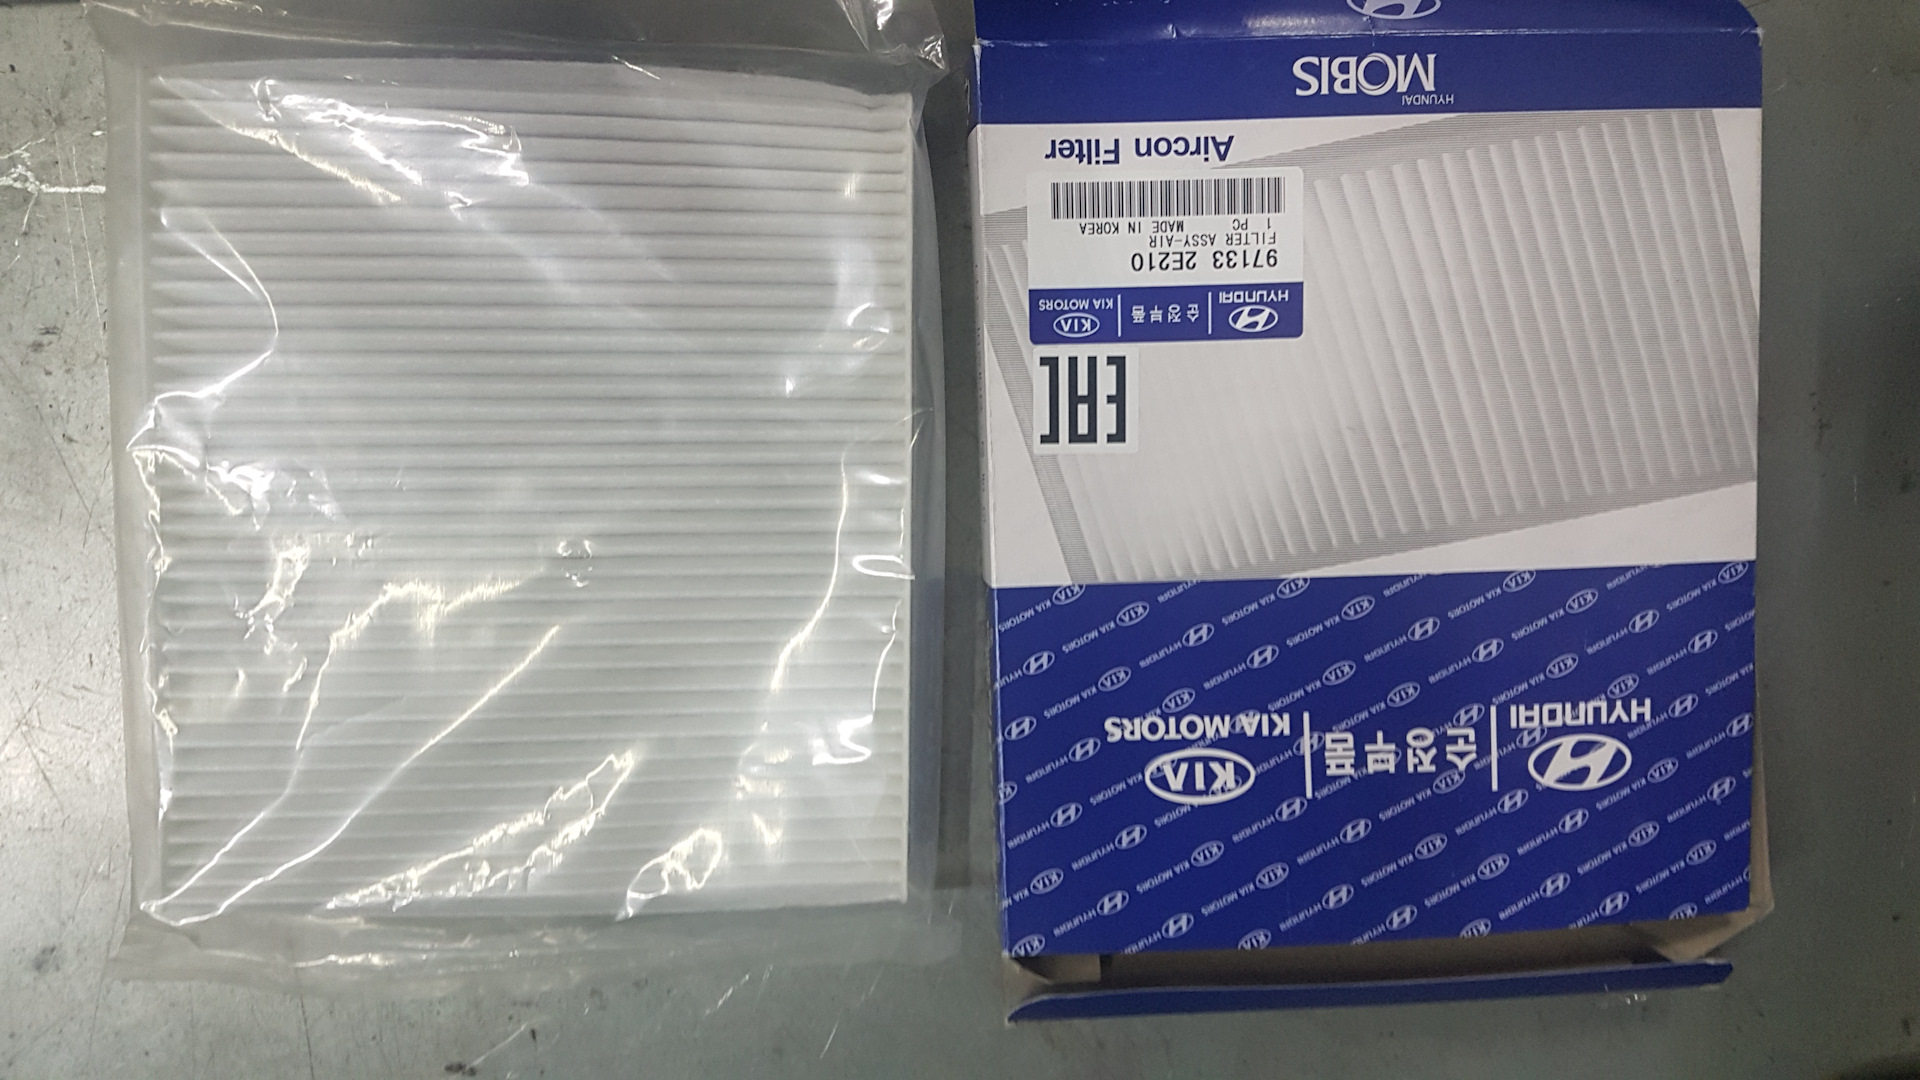 HYUNDAI
MOBIS
Aircon Filter
HYUNDAI
순정부품
KIA
KIA MOTORS
97133 2E210
FILTER ASSY-AIR
1 PC MADE IN KOREA
EAC
HYUNDAI
순정부품
KIA
KIA MOTORS